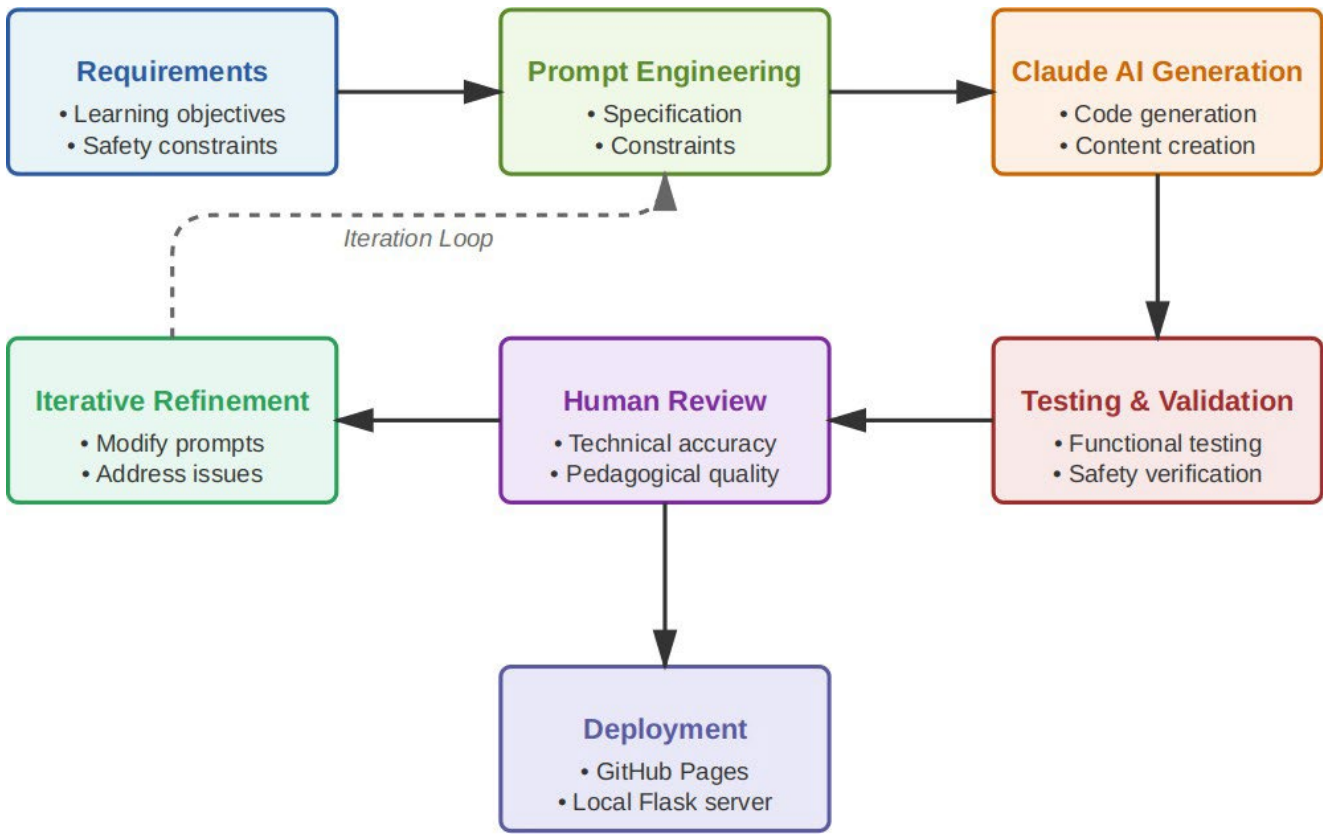 Requirements
• Learning objectives
• Safety constraints
Prompt Engineering
• Specification
• Constraints
Claude AI Generation
• Code generation
• Content creation
Iteration Loop
Iterative Refinement
• Modify prompts
• Address issues
Human Review
• Technical accuracy
• Pedagogical quality
Testing & Validation
• Functional testing
• Safety verification
Deployment
• GitHub Pages
• Local Flask server